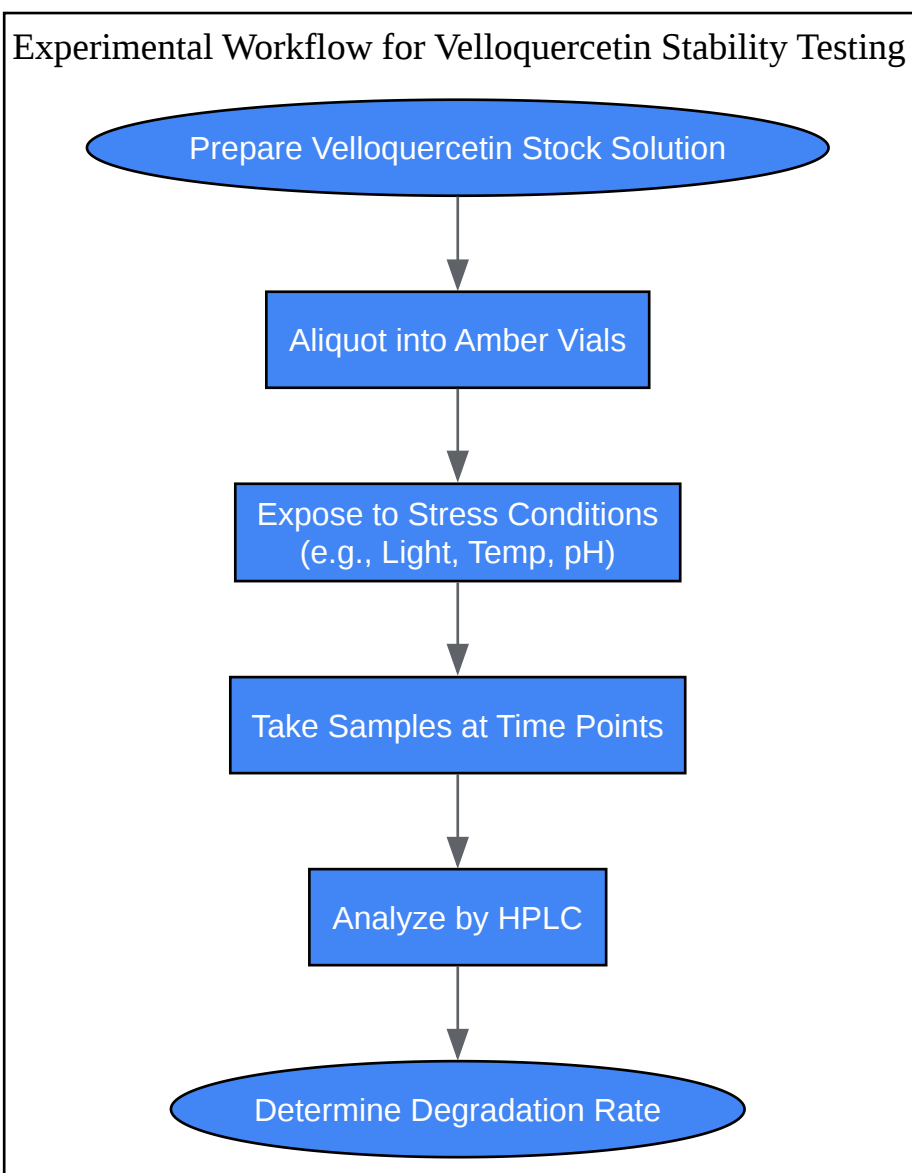 Experimental Workflow for Velloquercetin Stability Testing
Prepare Velloquercetin Stock Solution
Aliquot into Amber Vials
Expose to Stress Conditions
(e.g., Light, Temp, pH)
Take Samples at Time Points
Analyze by HPLC
Determine Degradation Rate